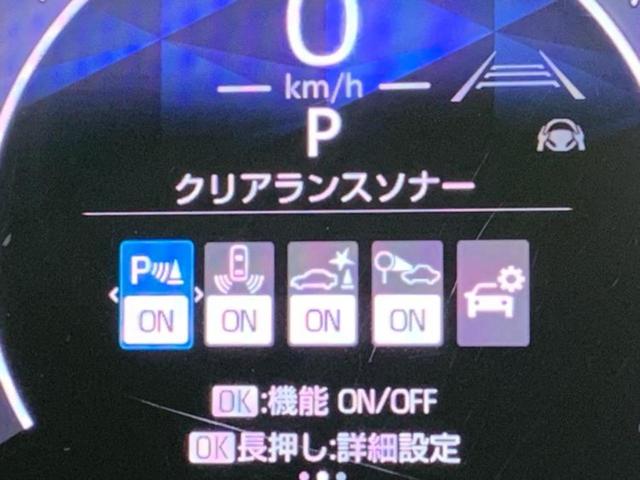 0
km/h
P
クリアランスソナー
P
ON ON ON ON
OK:機能 ON/OFF
OK長押し:詳細設定